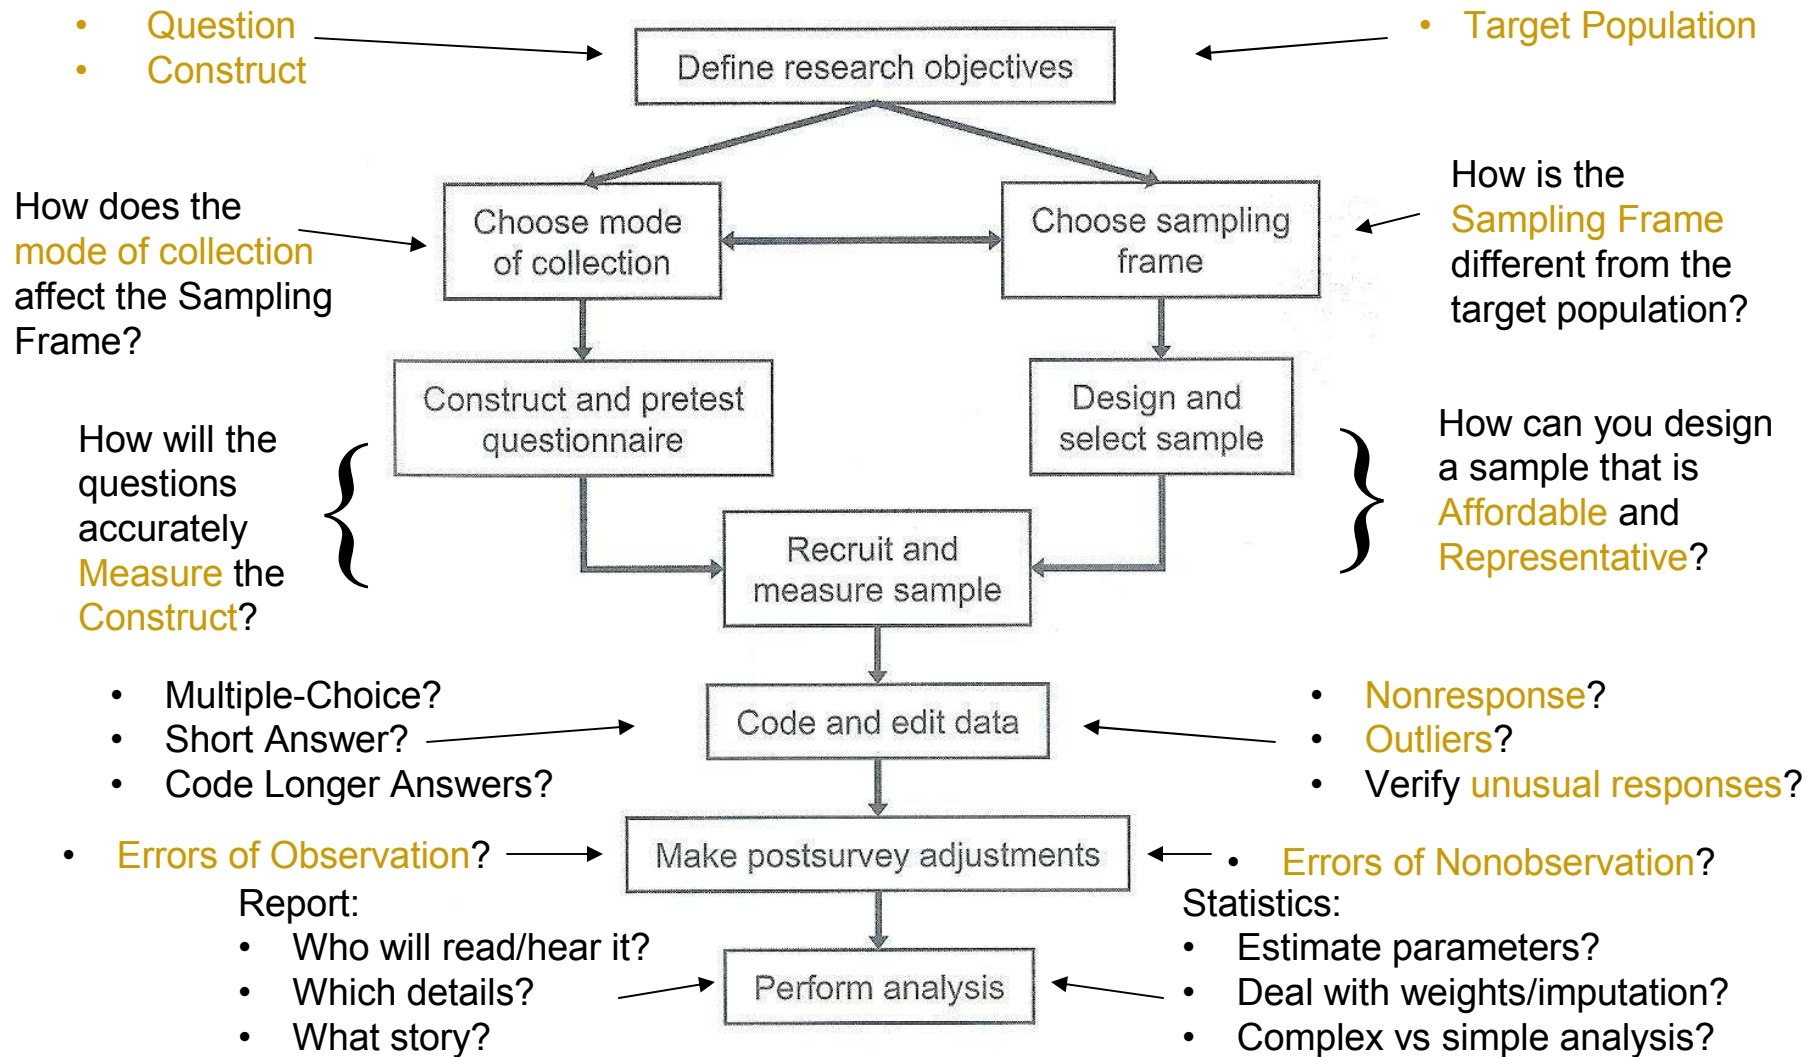 • Question
• Construct
• Target Population
Define research objectives
How does the
mode of collection
affect the Sampling
Frame?
Choose mode
of collection
Choose sampling
frame
How is the
Sampling Frame
different from the
target population?
Construct and pretest
questionnaire
Design and
select sample
How will the
questions
accurately
Measure the
Construct?
How can you design
a sample that is
Affordable and
Representative?
Recruit and
measure sample
• Multiple-Choice?
• Short Answer?
• Code Longer Answers?
Code and edit data
• Nonresponse?
• Outliers?
• Verify unusual responses?
• Errors of Observation?
Make postsurvey adjustments
• Errors of Nonobservation?
Report:
• Who will read/hear it?
• Which details?
• What story?
Perform analysis
Statistics:
• Estimate parameters?
• Deal with weights/imputation?
• Complex vs simple analysis?